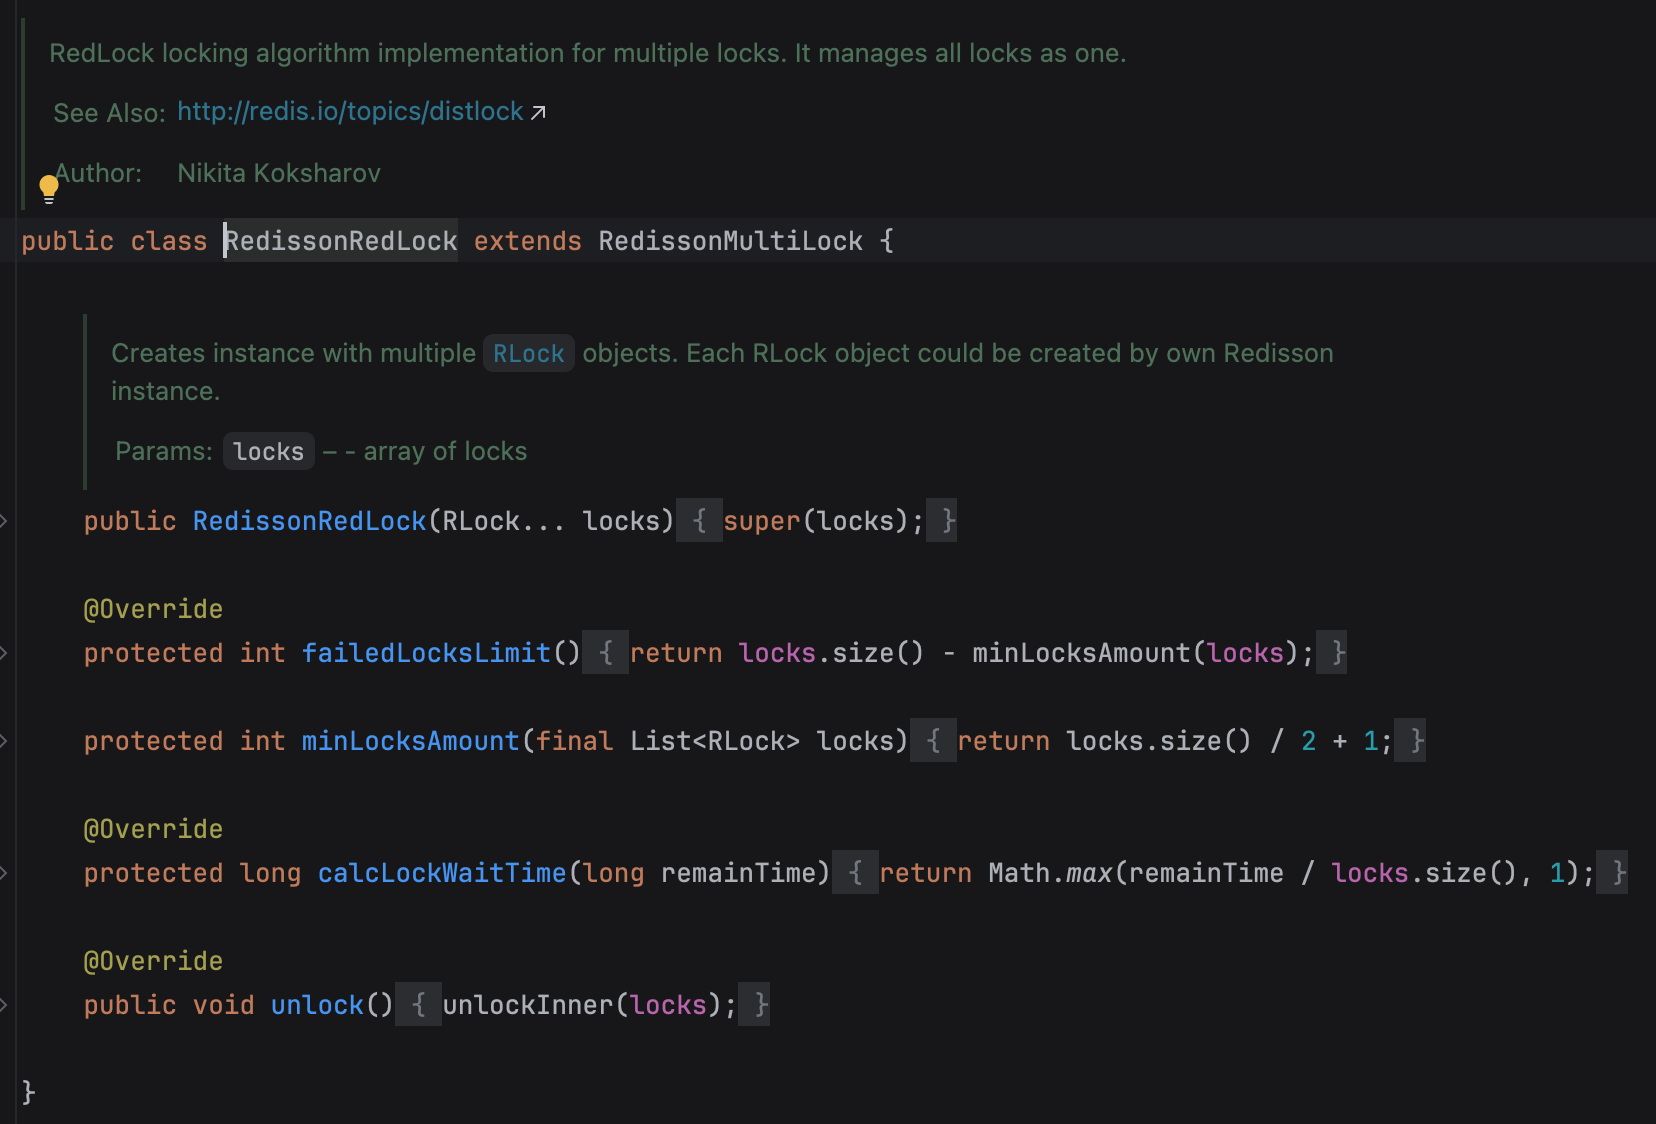 RedLock locking algorithm implementation for multiple locks. It manages all locks as one.
See Also: http://redis.io/topics/distlock
Author: Nikita Koksharov
public class RedissonRedLock extends RedissonMultiLock {
Creates instance with multiple RLock objects. Each RLock object could be created by own Redisson
instance.
Params: locks – - array of locks
public RedissonRedLock(RLock... locks) { super(locks); }
@Override
protected int failedLocksLimit() { return locks.size() - minLocksAmount(locks); }
protected int minLocksAmount(final List<RLock> locks) { return locks.size() / 2 + 1; }
@Override
protected long calcLockWaitTime(long remainTime) { return Math.max(remainTime / locks.size(), 1); }
@Override
public void unlock() { unlockInner(locks); }
}